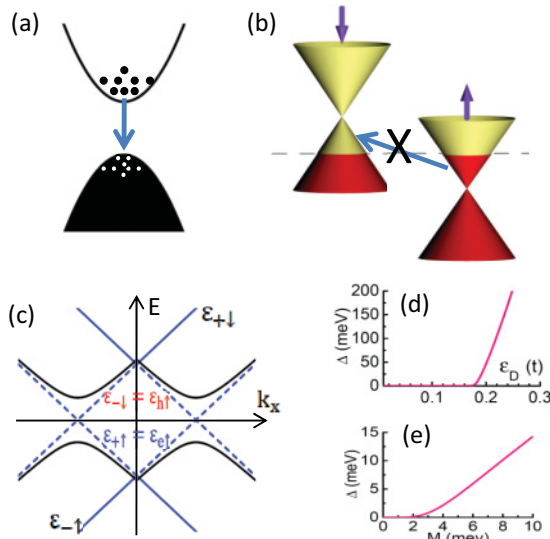 (a)
(b)
X
(c)
E
ε+↓
ε-↓ = εh↑
kx
ε+↑ = εe↑
ε-↑
(d)
Δ (meV)
200
150
100
50
0
εD (t)
0.1 0.2 0.3
(e)
Δ (meV)
15
10
5
0
0 2 4 6 8 10
M (mev)